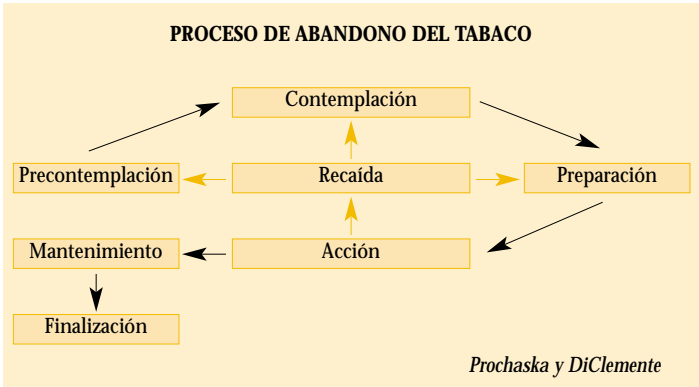 PROCESO DE ABANDONO DEL TABACO
Contemplación
Precontemplación
Recaída
Preparación
Mantenimiento
Acción
Finalización
Prochaska y DiClemente